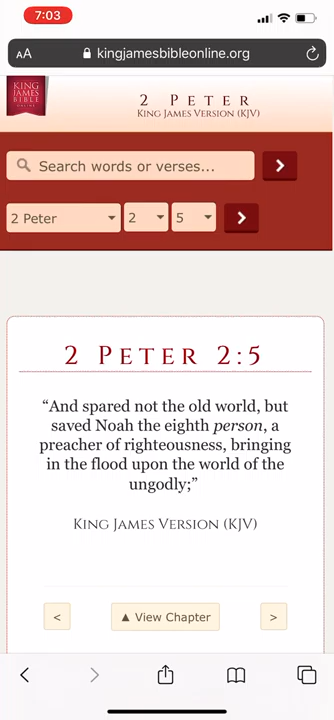 7:03
AA kingjamesbibleonline.org
KING
JAMES
BIBLE
ONLINE
2 PETER
KING JAMES VERSION (KJV)
Search words or verses...
2 Peter 2 5
2 PETER 2:5
“And spared not the old world, but
saved Noah the eighth person, a
preacher of righteousness, bringing
in the flood upon the world of the
ungodly;”
KING JAMES VERSION (KJV)
< ▲ View Chapter >